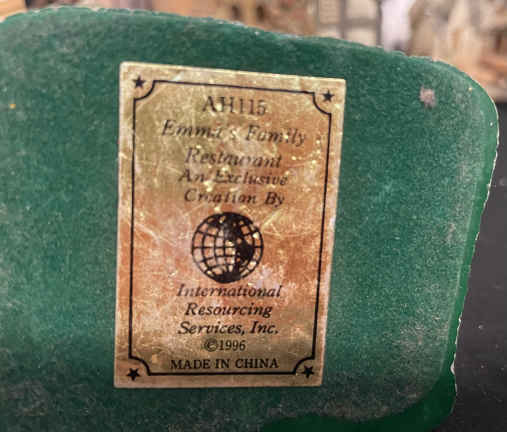 AH115
Emma's Family
Restaurant
An Exclusive
Creation By
International
Resourcing
Services, Inc.
©1996
MADE IN CHINA